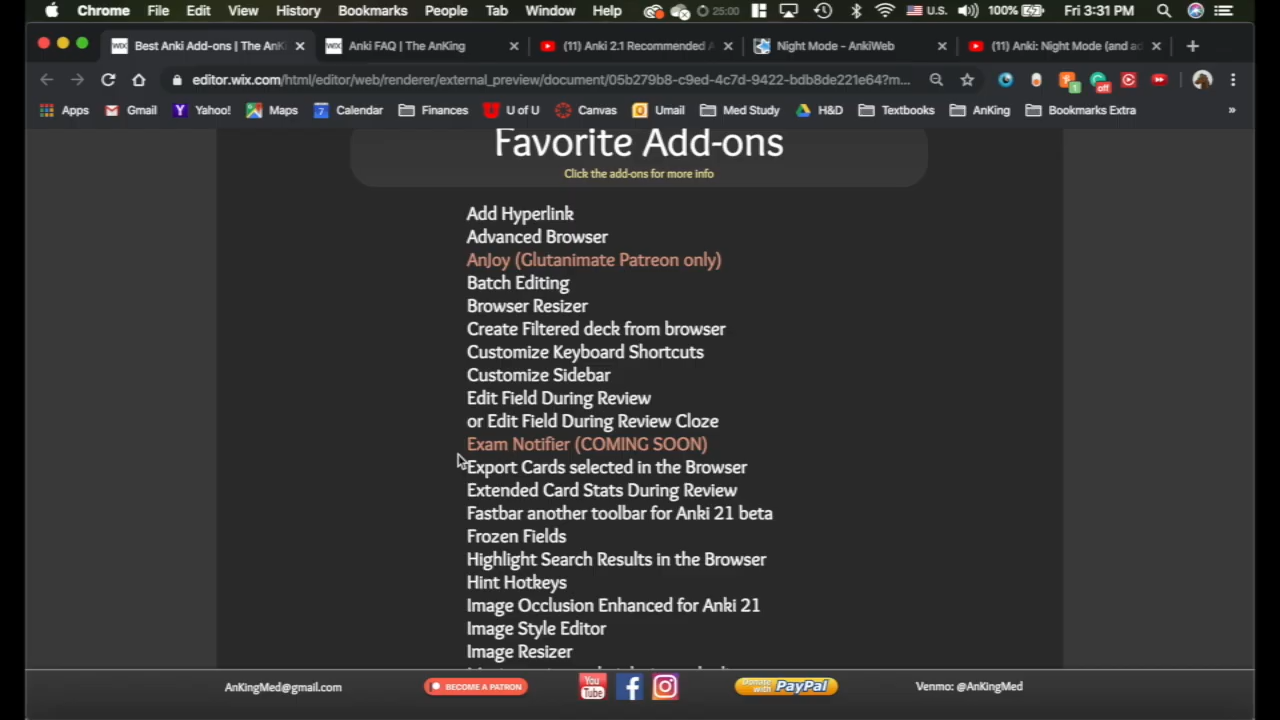 Chrome File Edit View History Bookmarks People Tab Window Help 25:00 U.S. 100% Fri 3:31 PM
Best Anki Add-ons | The AnK
Anki FAQ | The AnKing
(11) Anki 2.1 Recommended A
Night Mode - AnkiWeb
(11) Anki: Night Mode (and ad
editor.wix.com/html/editor/web/renderer/external_preview/document/05b279b8-c9ed-4c7d-9422-bdb8de221e64?m...
Apps Gmail Yahoo! Maps Calendar Finances U of U Canvas Umail Med Study H&D Textbooks AnKing Bookmarks Extra »
Favorite Add-ons
Click the add-ons for more info
Add Hyperlink
Advanced Browser
AnJoy (Glutanimate Patreon only)
Batch Editing
Browser Resizer
Create Filtered deck from browser
Customize Keyboard Shortcuts
Customize Sidebar
Edit Field During Review
or Edit Field During Review Cloze
Exam Notifier (COMING SOON)
Export Cards selected in the Browser
Extended Card Stats During Review
Fastbar another toolbar for Anki 21 beta
Frozen Fields
Highlight Search Results in the Browser
Hint Hotkeys
Image Occlusion Enhanced for Anki 21
Image Style Editor
Image Resizer
AnKingMed@gmail.com
BECOME A PATRON
You Tube
Donate with PayPal
Venmo: @AnKingMed